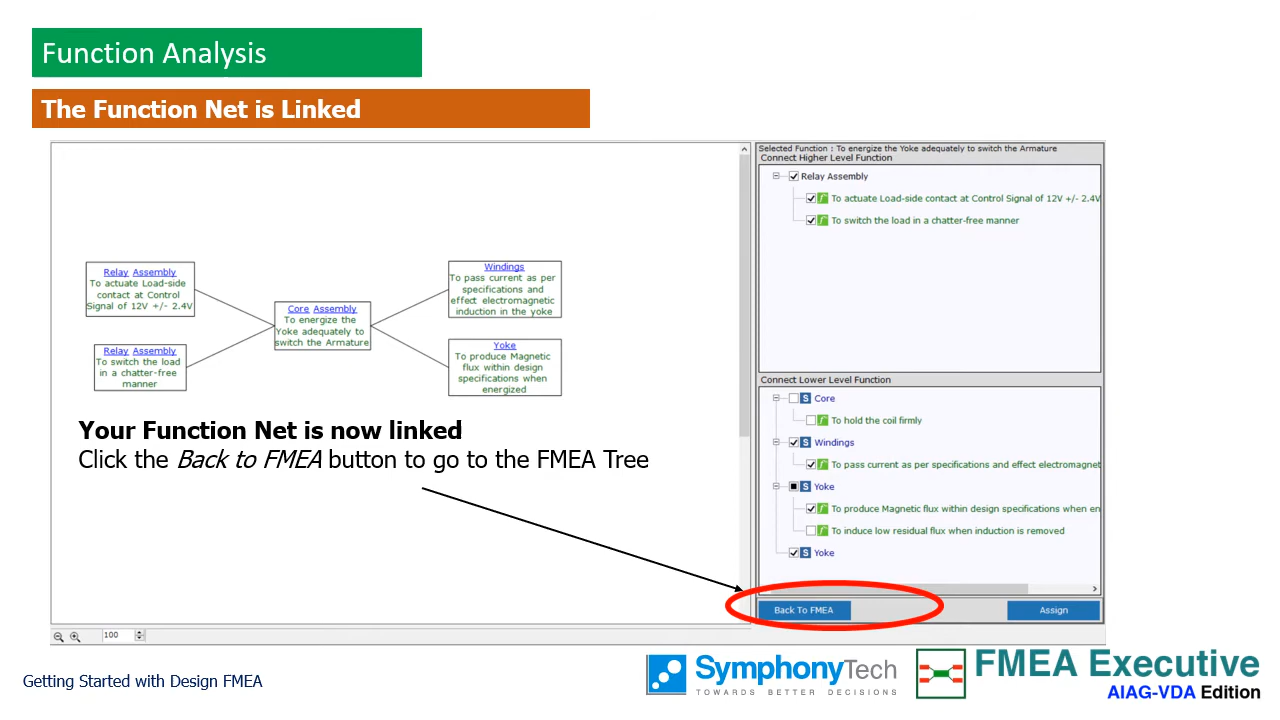 Function Analysis
The Function Net is Linked
Selected Function : To energize the Yoke adequately to switch the Armature
Connect Higher Level Function
Relay Assembly
To actuate Load-side contact at Control Signal of 12V +/- 2.4V
To switch the load in a chatter-free manner
Relay Assembly
To actuate Load-side
contact at Control
Signal of 12V +/- 2.4V
Relay Assembly
To switch the load
in a chatter-free
manner
Core Assembly
To energize the
Yoke adequately to
switch the Armature
Windings
To pass current as per
specifications and
effect electromagnetic
induction in the yoke
Yoke
To produce Magnetic
flux within design
specifications when
energized
Connect Lower Level Function
S Core
f To hold the coil firmly
S Windings
f To pass current as per specifications and effect electromagnet
S Yoke
f To produce Magnetic flux within design specifications when en
f To induce low residual flux when induction is removed
S Yoke
Your Function Net is now linked
Click the Back to FMEA button to go to the FMEA Tree
Back To FMEA
Assign
100
Getting Started with Design FMEA
SymphonyTech
TOWARDS BETTER DECISIONS
FMEA Executive
AIAG-VDA Edition